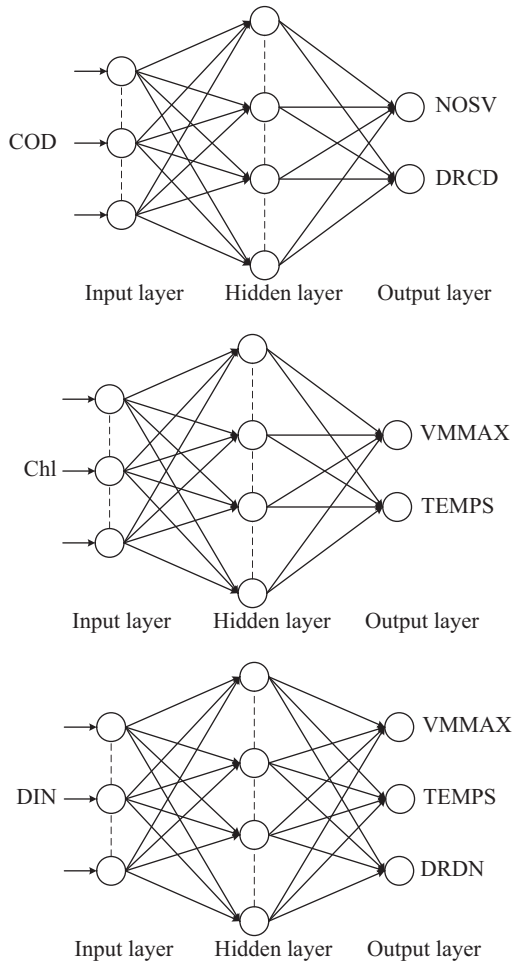 NOSV
COD
DRCD
Input layer Hidden layer Output layer
VMMAX
Chl
TEMPS
Input layer Hidden layer Output layer
VMMAX
DIN
TEMPS
DRDN
Input layer Hidden layer Output layer